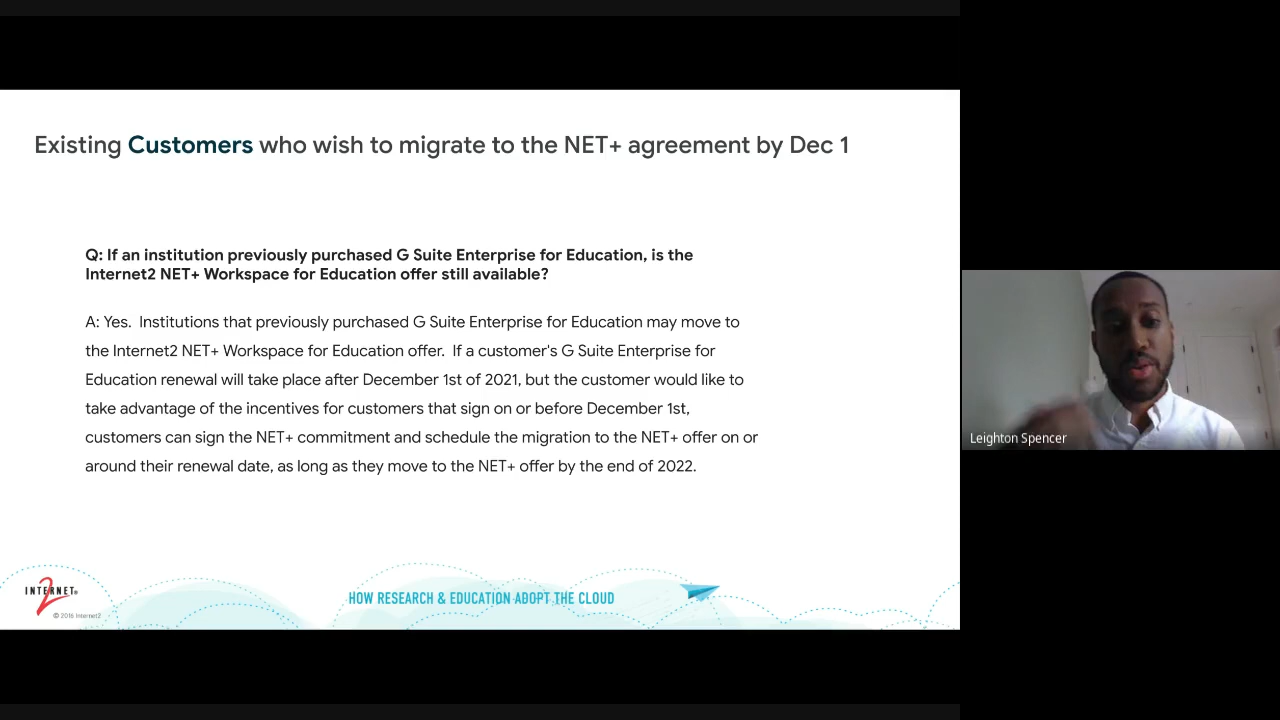 Existing Customers who wish to migrate to the NET+ agreement by Dec 1
Q: If an institution previously purchased G Suite Enterprise for Education, is the
Internet2 NET+ Workspace for Education offer still available?
A: Yes.  Institutions that previously purchased G Suite Enterprise for Education may move to
the Internet2 NET+ Workspace for Education offer.  If a customer's G Suite Enterprise for
Education renewal will take place after December 1st of 2021, but the customer would like to
take advantage of the incentives for customers that sign on or before December 1st,
customers can sign the NET+ commitment and schedule the migration to the NET+ offer on or
around their renewal date, as long as they move to the NET+ offer by the end of 2022.
Leighton Spencer
INTERNET®
2
© 2016 Internet2
HOW RESEARCH & EDUCATION ADOPT THE CLOUD